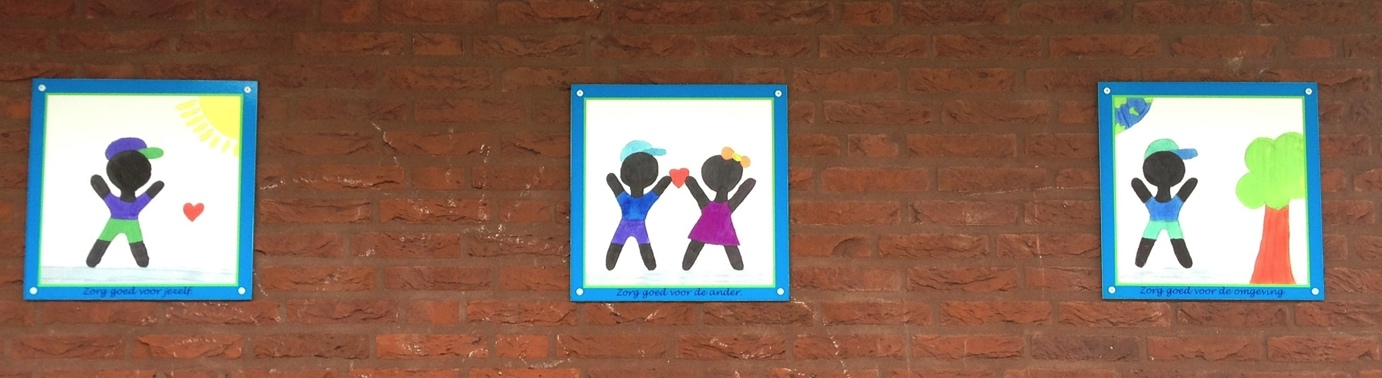 Zorg goed voor jezelf.
Zorg goed voor de ander.
Zorg goed voor de omgeving.